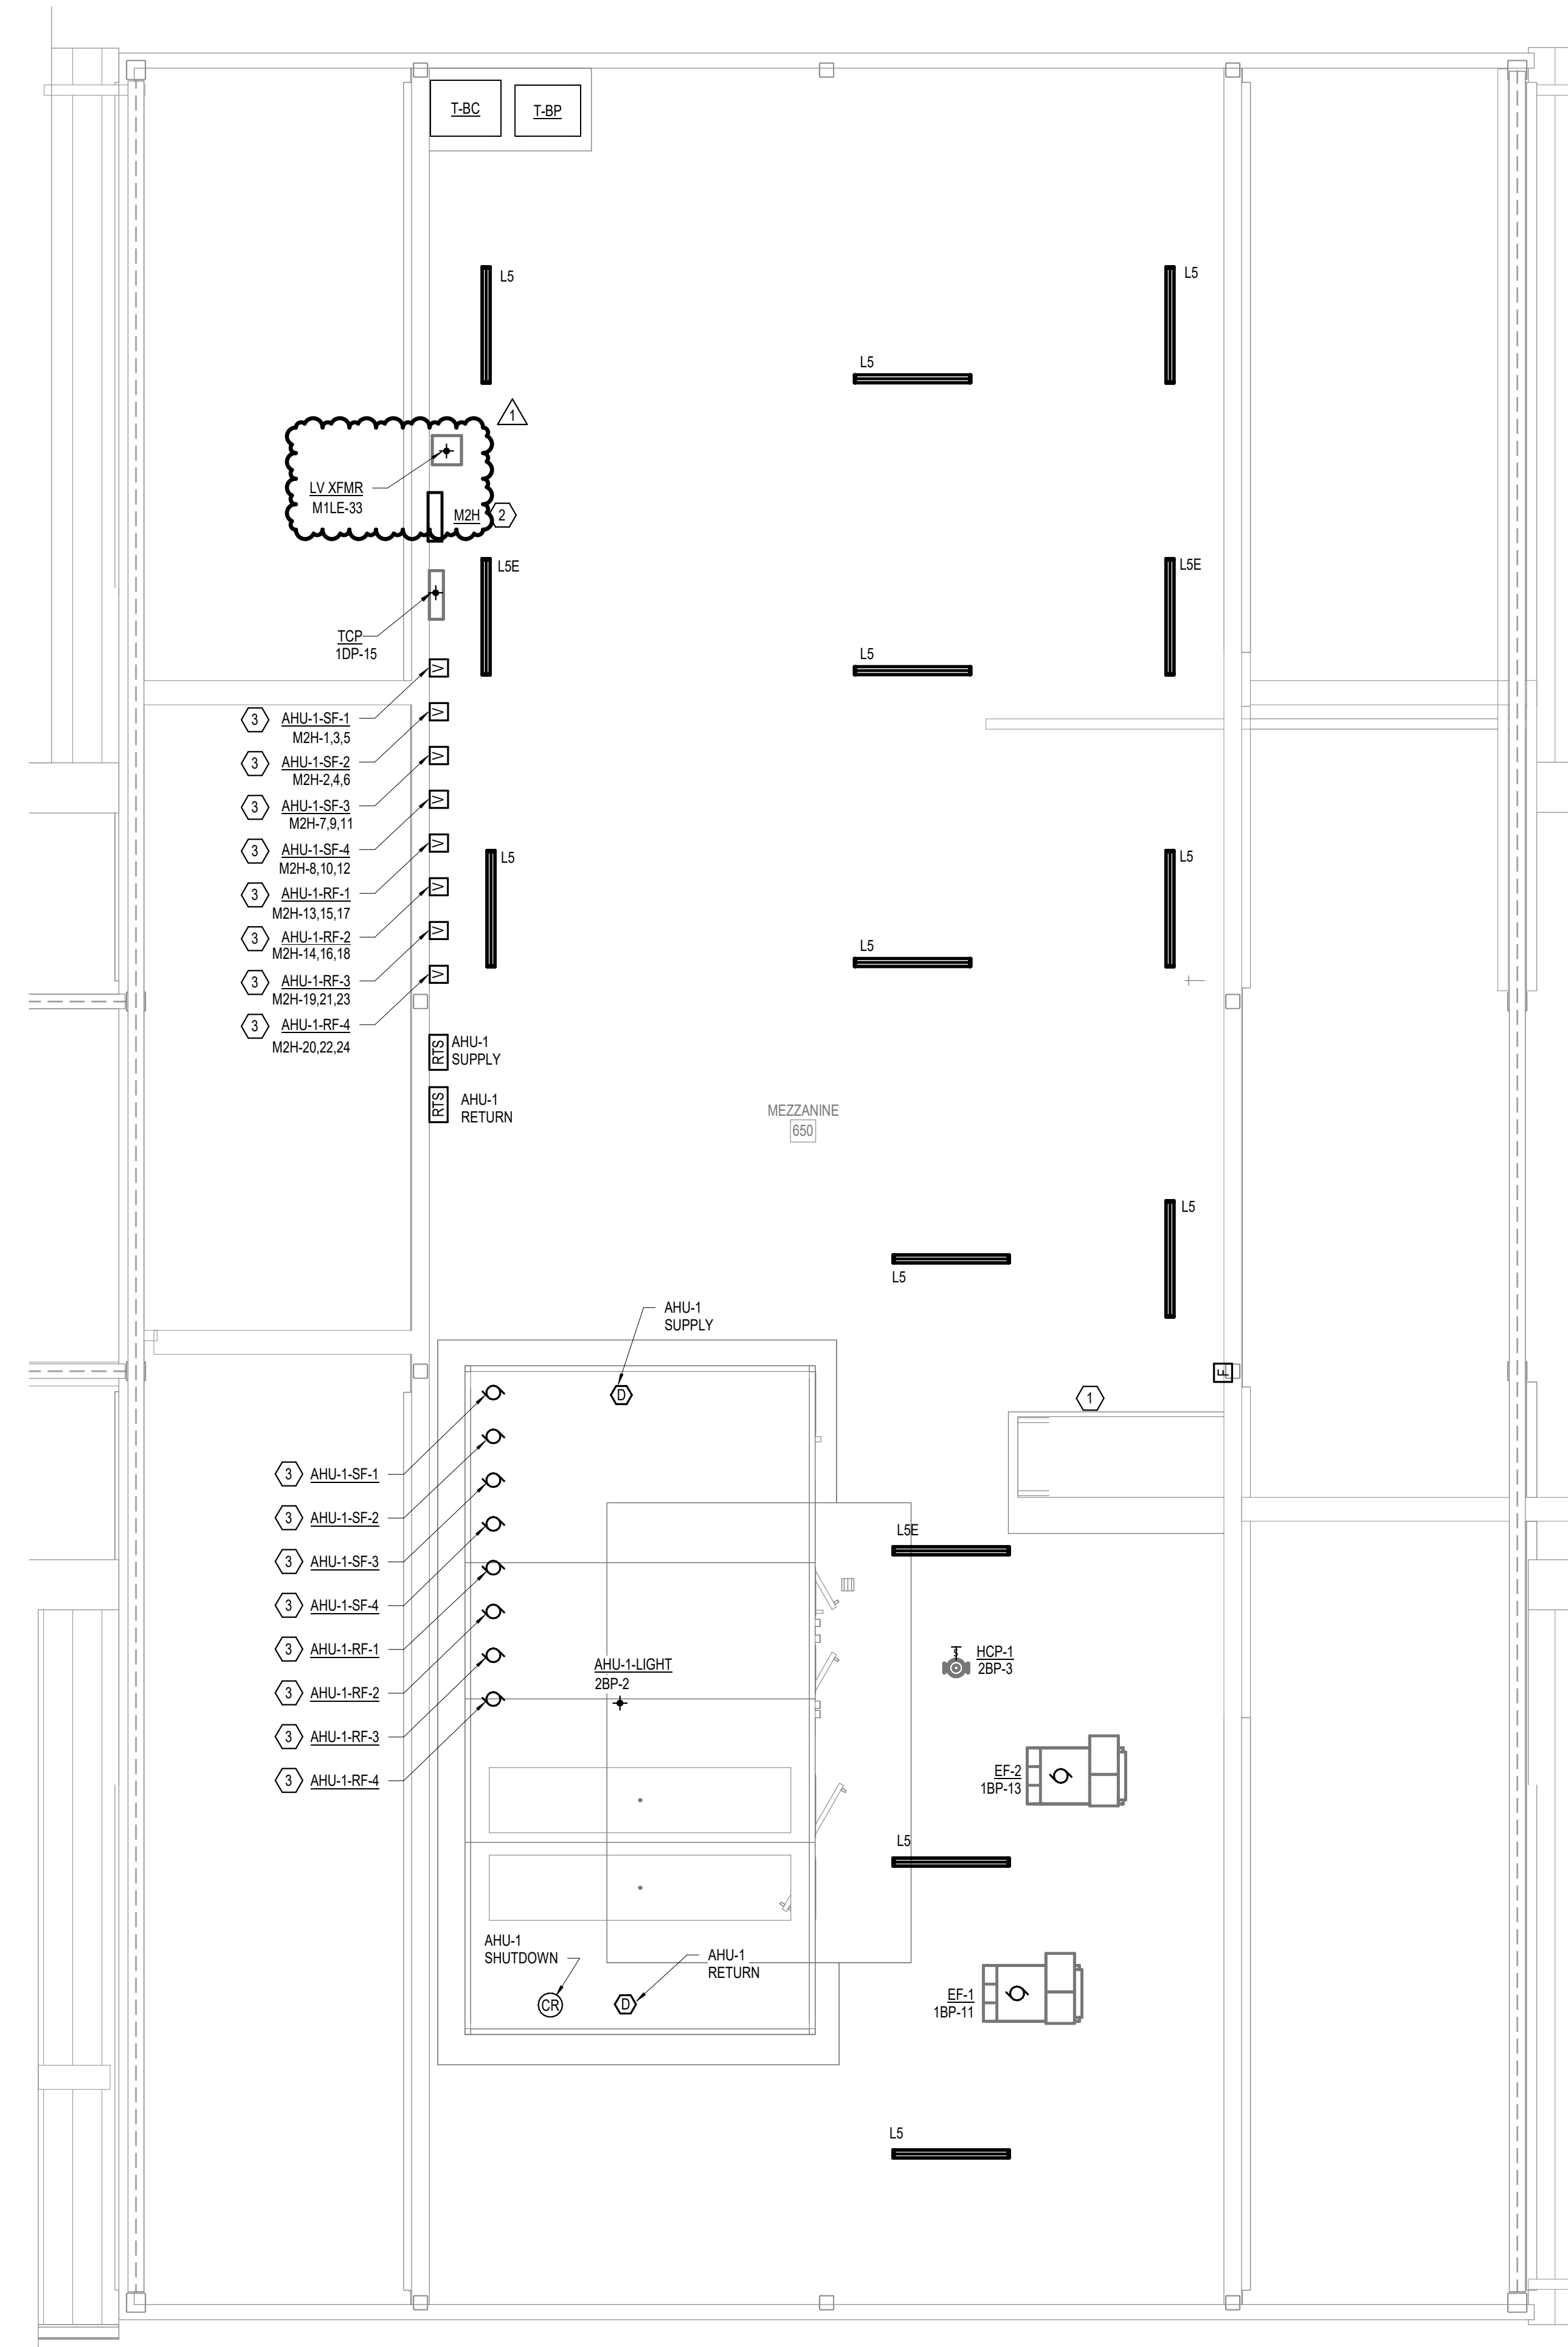 T-BC
T-BP
L5
L5
L5
1
LV XFMR
M1LE-33
M2H
2
L5E
L5E
TCP
1DP-15
L5
V
V
V
V
V
V
V
V
3 AHU-1-SF-1
M2H-1,3,5
3 AHU-1-SF-2
M2H-2,4,6
3 AHU-1-SF-3
M2H-7,9,11
3 AHU-1-SF-4
M2H-8,10,12
3 AHU-1-RF-1
M2H-13,15,17
3 AHU-1-RF-2
M2H-14,16,18
3 AHU-1-RF-3
M2H-19,21,23
3 AHU-1-RF-4
M2H-20,22,24
L5
L5
L5
RTS
AHU-1
SUPPLY
RTS
AHU-1
RETURN
MEZZANINE
650
L5
L5
AHU-1
SUPPLY
D
F
1
3 AHU-1-SF-1
3 AHU-1-SF-2
3 AHU-1-SF-3
3 AHU-1-SF-4
3 AHU-1-RF-1
3 AHU-1-RF-2
3 AHU-1-RF-3
3 AHU-1-RF-4
L5E
AHU-1-LIGHT
2BP-2
S
HCP-1
2BP-3
EF-2
1BP-13
L5
AHU-1
SHUTDOWN
CR
AHU-1
RETURN
D
EF-1
1BP-11
L5